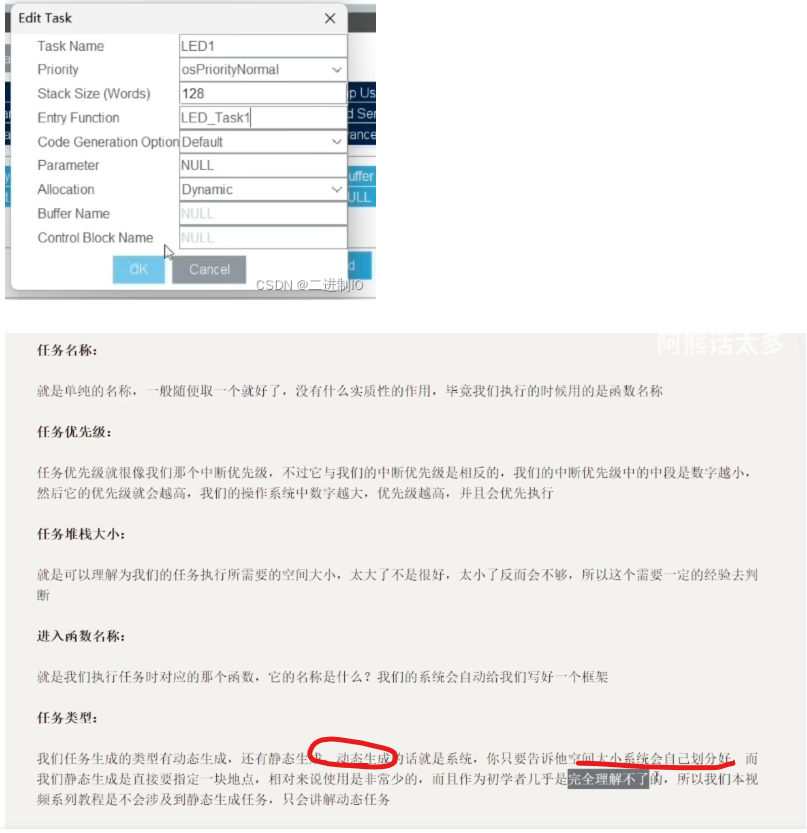 Edit Task
Task Name LED1
Priority osPriorityNormal
Stack Size (Words) 128
Entry Function LED_Task1
Code Generation Option Default
Parameter NULL
Allocation Dynamic
Buffer Name NULL
Control Block Name NULL
OK Cancel
p Us
d Ser
ance
uffer
ULL
d
CSDN @二进制IO
阿熊话太多
任务名称：
就是单纯的名称，一般随便取一个就好了，没有什么实质性的作用，毕竟我们执行的时候用的是函数名称
任务优先级：
任务优先级就很像我们那个中断优先级，不过它与我们的中断优先级是相反的，我们的中断优先级中的中段是数字越小，
然后它的优先级就会越高，我们的操作系统中数字越大，优先级越高，并且会优先执行
任务堆栈大小：
就是可以理解为我们的任务执行所需要的空间大小，太大了不是很好，太小了反而会不够，所以这个需要一定的经验去判
断
进入函数名称：
就是我们执行任务时对应的那个函数，它的名称是什么？我们的系统会自动给我们写好一个框架
任务类型：
我们任务生成的类型有动态生成，还有静态生成，动态生成的话就是系统，你只要告诉他空间大小系统会自己划分好，而
我们静态生成是直接要指定一块地点，相对来说使用是非常少的，而且作为初学者几乎是完全理解不了的，所以我们本视
频系列教程是不会涉及到静态生成任务，只会讲解动态任务